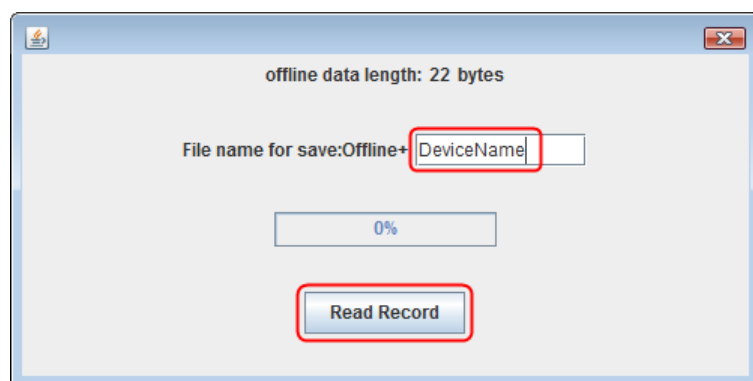 offline data length: 22 bytes
File name for save:Offline+ DeviceName
0%
Read Record